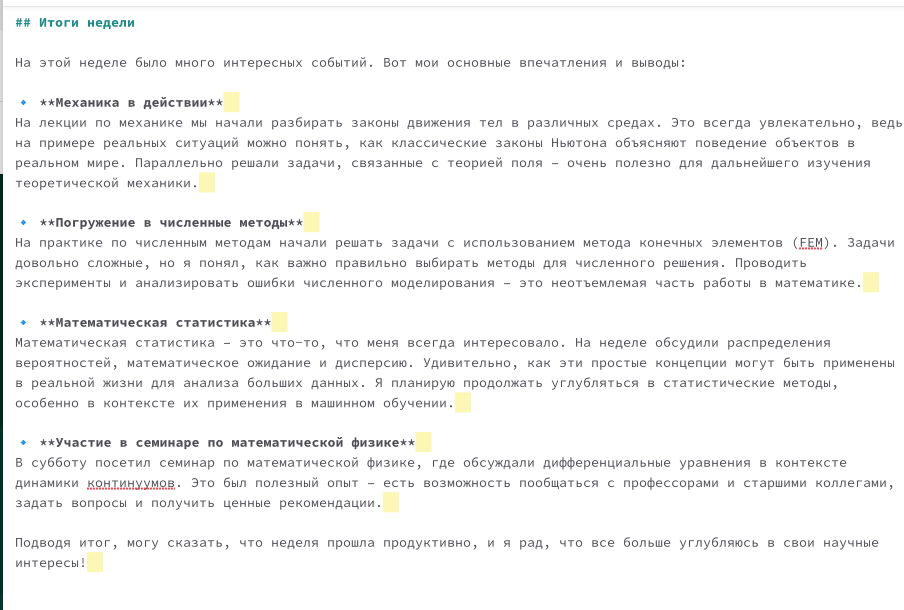 ## Итоги недели
На этой неделе было много интересных событий. Вот мои основные впечатления и выводы:
🔹 **Механика в действии**
На лекции по механике мы начали разбирать законы движения тел в различных средах. Это всегда увлекательно, ведь
на примере реальных ситуаций можно понять, как классические законы Ньютона объясняют поведение объектов в
реальном мире. Параллельно решали задачи, связанные с теорией поля – очень полезно для дальнейшего изучения
теоретической механики.
🔹 **Погружение в численные методы**
На практике по численным методам начали решать задачи с использованием метода конечных элементов (FEM). Задачи
довольно сложные, но я понял, как важно правильно выбирать методы для численного решения. Проводить
эксперименты и анализировать ошибки численного моделирования – это неотъемлемая часть работы в математике.
🔹 **Математическая статистика**
Математическая статистика – это что-то, что меня всегда интересовало. На неделе обсудили распределения
вероятностей, математическое ожидание и дисперсию. Удивительно, как эти простые концепции могут быть применены
в реальной жизни для анализа больших данных. Я планирую продолжать углубляться в статистические методы,
особенно в контексте их применения в машинном обучении.
🔹 **Участие в семинаре по математической физике**
В субботу посетил семинар по математической физике, где обсуждали дифференциальные уравнения в контексте
динамики континуумов. Это был полезный опыт – есть возможность пообщаться с профессорами и старшими коллегами,
задать вопросы и получить ценные рекомендации.
Подводя итог, могу сказать, что неделя прошла продуктивно, и я рад, что все больше углубляюсь в свои научные
интересы!